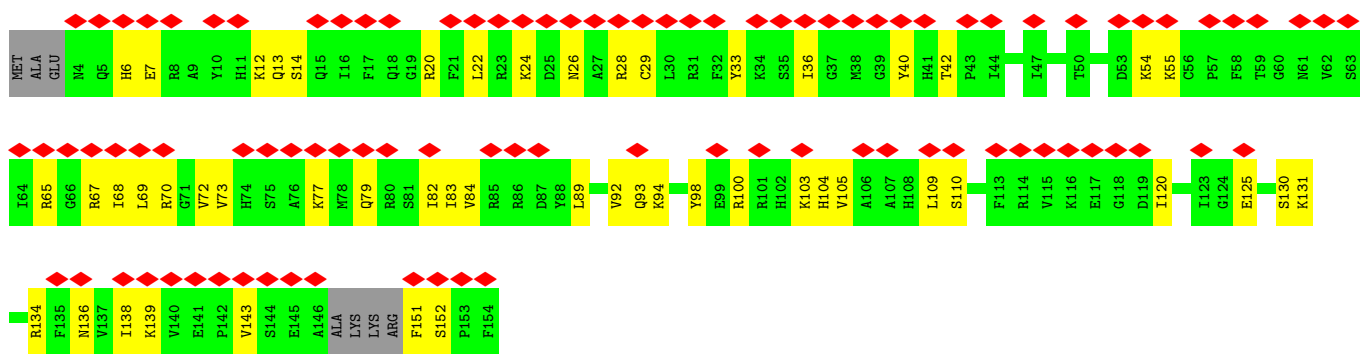 MET ALA GLU N4 Q5 H6 E7 R8 A9 Y10 H11 K12 Q13 S14 Q15 I16 F17 Q18 G19 R20 F21 L22 R23 K24 D25 N26 A27 R28 C29 L30 R31 F32 Y33 K34 S35 I36 G37 M38 G39 Y40 H41 T42 P43 I44 I47 T50 D53 K54 K55 C56 P57 F58 T59 G60 N61 V62 S63
I64 R65 G66 R67 I68 L69 R70 G71 V72 V73 H74 S75 A76 K77 M78 Q79 R80 S81 I82 I83 V84 R85 R86 D87 Y88 L89 V92 Q93 K94 Y98 E99 R100 R101 H102 K103 H104 V105 A106 A107 H108 L109 S110 F113 R114 V115 K116 E117 G118 D119 I120 I123 G124 E125 S130 K131
R134 F135 N136 V137 I138 K139 V140 E141 P142 V143 S144 E145 A146 ALA LYS LYS ARG F151 S152 P153 F154